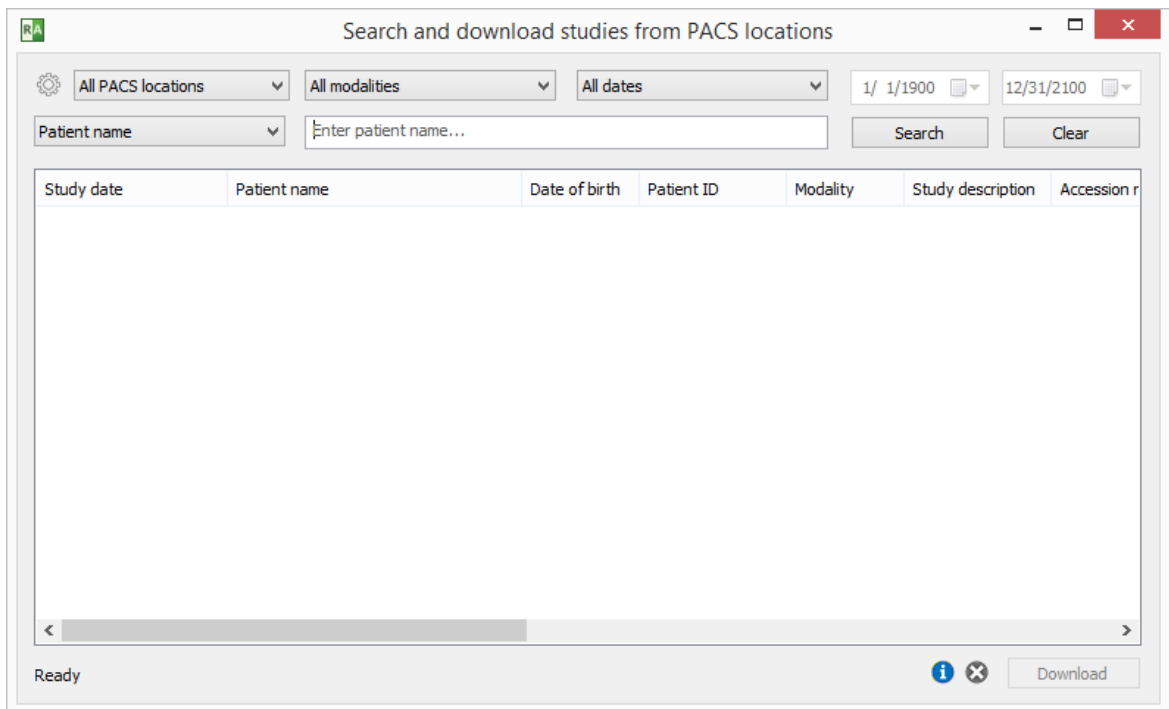 RA Search and download studies from PACS locations
All PACS locations All modalities All dates 1/ 1/1900 12/31/2100
Patient name Enter patient name... Search Clear
Study date Patient name Date of birth Patient ID Modality Study description Accession r
Ready i Download